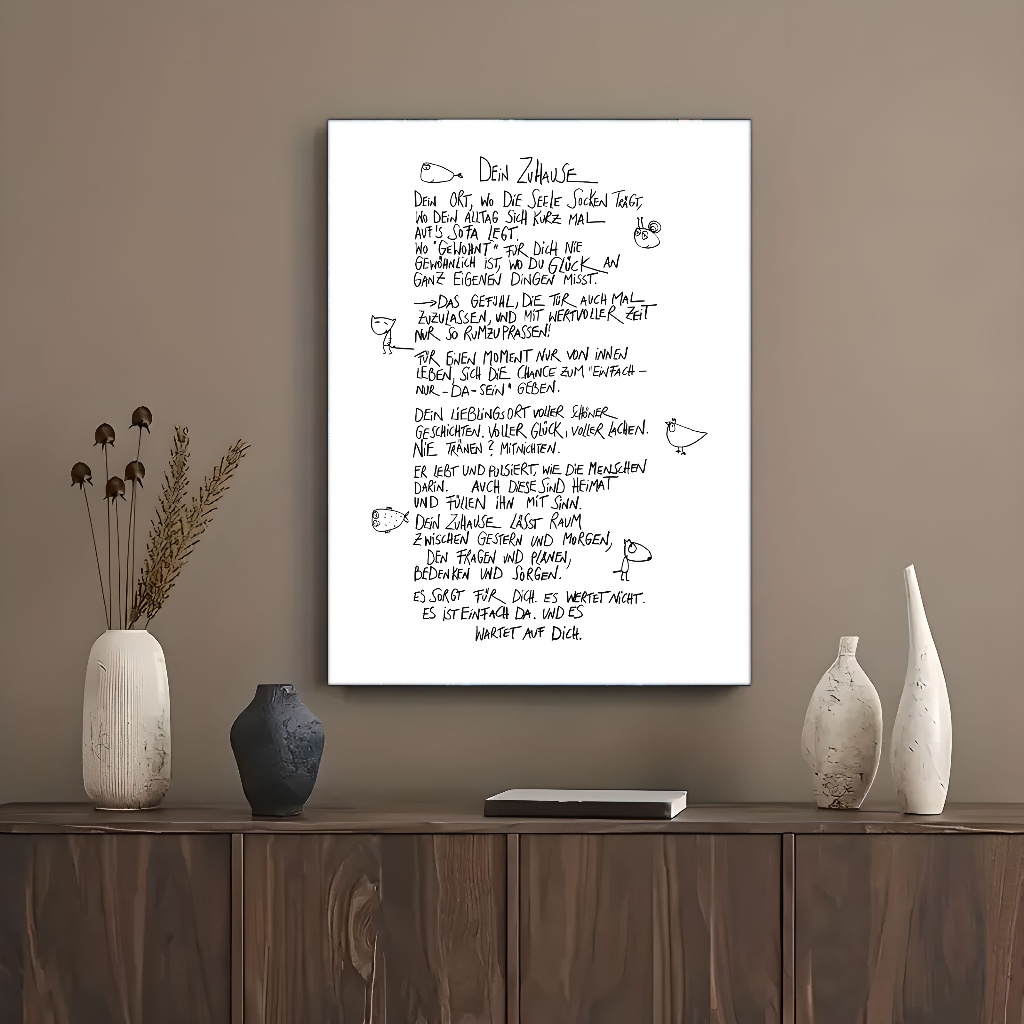 DEIN ZUHAUSE
DEIN ORT, WO DIE SEELE SOCKEN TRÄGT,
WO DEIN ALLTAG SICH KURZ MAL
AUF'S SOFA LEGT.
WO "GEWOHNT" FÜR DICH NIE
GEWÖHNLICH IST, WO DU GLÜCK AN
GANZ EIGENEN DINGEN MISST.
→DAS GEFÜHL, DIE TÜR AUCH MAL
ZUZULASSEN, UND MIT WERTVOLLER ZEIT
NUR SO RUMZUPRASSEN!
FÜR EINEN MOMENT NUR VON INNEN
LEBEN, SICH DIE CHANCE ZUM "EINFACH-
NUR-DA-SEIN" GEBEN.
DEIN LIEBLINGSORT VOLLER SCHÖNER
GESCHICHTEN. VOLLER GLÜCK, VOLLER LACHEN.
NIE TRÄNEN? MITNICHTEN.
ER LEBT UND PULSIERT, WIE DIE MENSCHEN
DARIN. AUCH DIESE SIND HEIMAT
UND FÜLLEN IHN MIT SINN.
DEIN ZUHAUSE LÄSST RAUM
ZWISCHEN GESTERN UND MORGEN,
DEN FRAGEN UND PLÄNEN,
BEDENKEN UND SORGEN.
ES SORGT FÜR DICH. ES WERTET NICHT.
ES IST EINFACH DA. UND ES
WARTET AUF DICH.